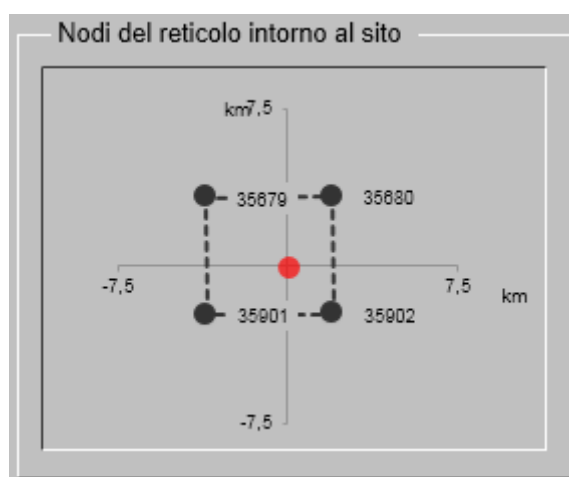 Nodi del reticolo intorno al sito
km7,5
35679 35680
-7,5 7,5 km
35901 35902
-7,5